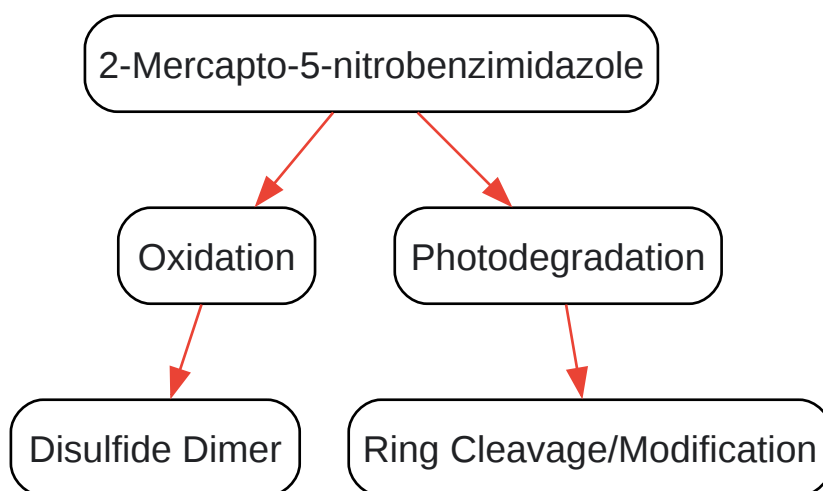 2-Mercapto-5-nitrobenzimidazole
Oxidation
Photodegradation
Disulfide Dimer
Ring Cleavage/Modification